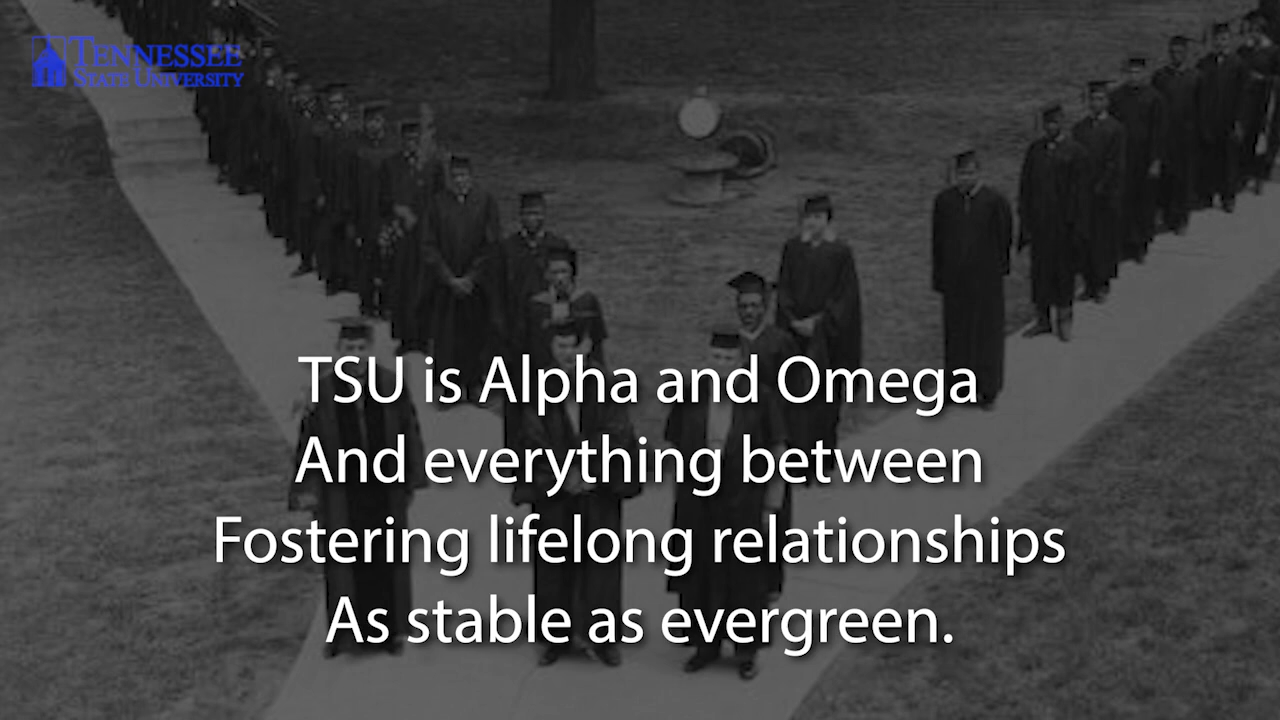 TENNESSEE
STATE UNIVERSITY
TSU is Alpha and Omega
And everything between
Fostering lifelong relationships
As stable as evergreen.